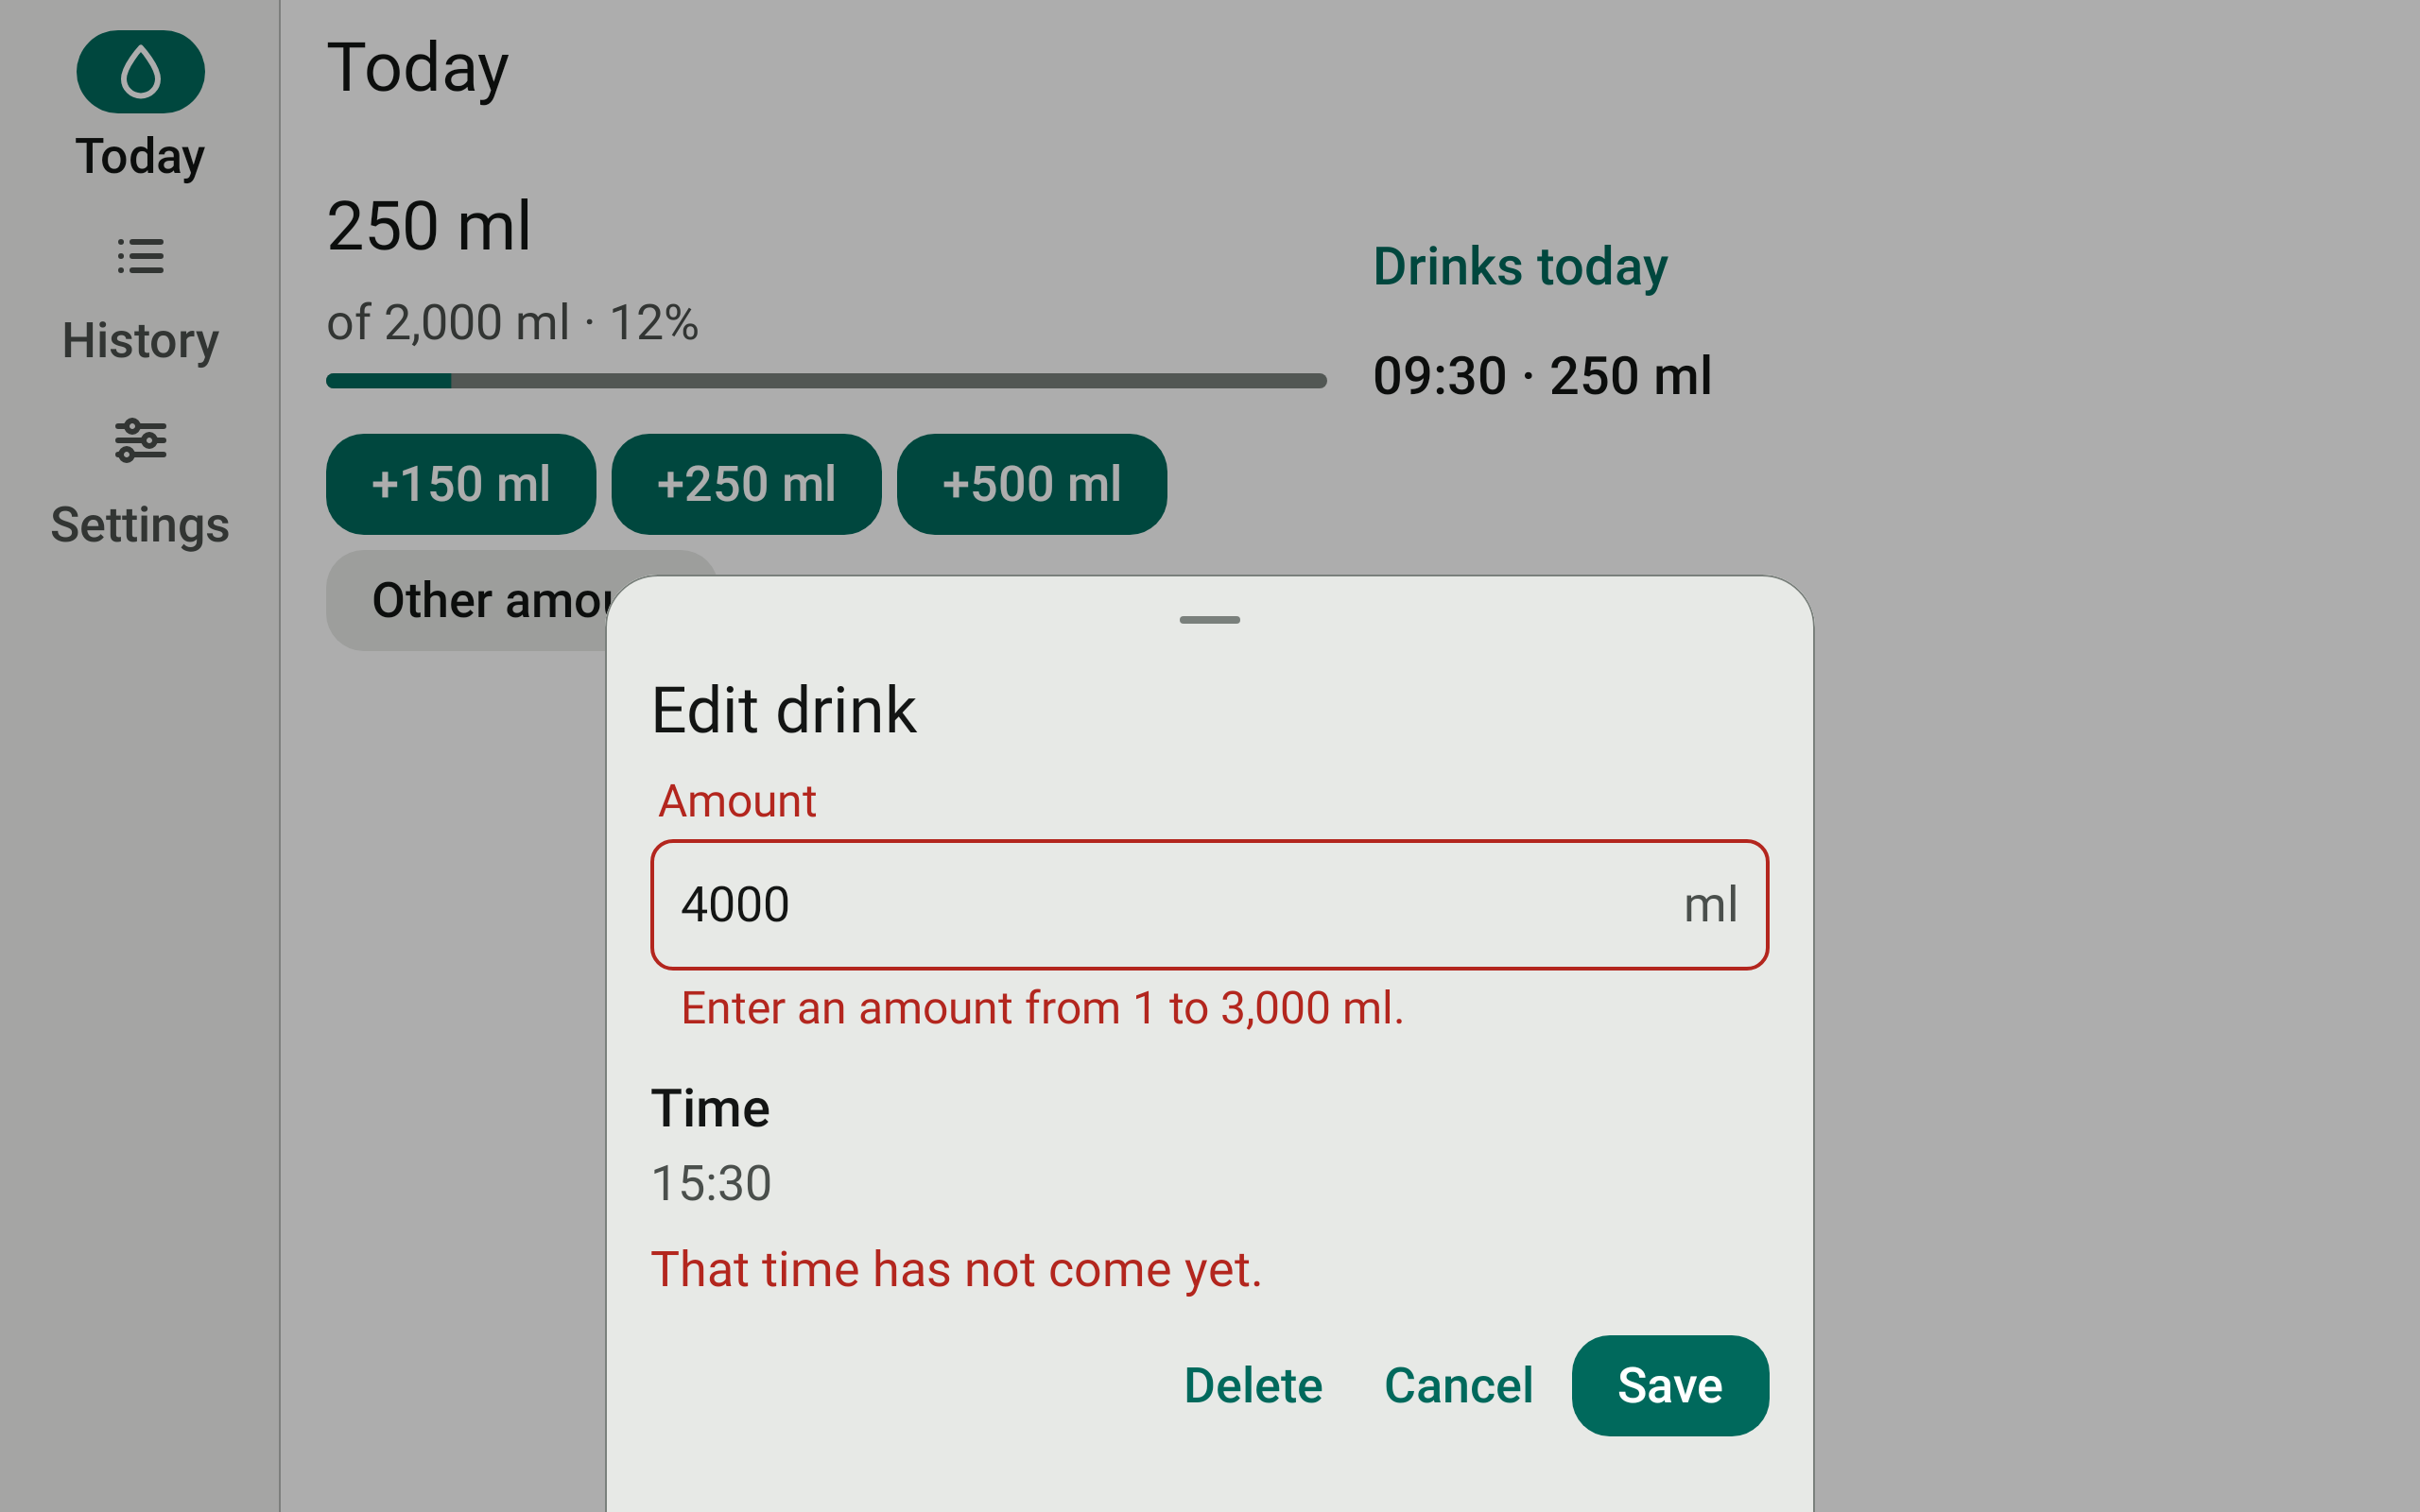 Today
History
Settings
Today
250 ml
of 2,000 ml · 12%
+150 ml
+250 ml
+500 ml
Other
Drinks today
09:30 · 250 ml
Edit drink
Amount
4000 ml
Enter an amount from 1 to 3,000 ml.
Time
15:30
That time has not come yet.
Delete
Cancel
Save